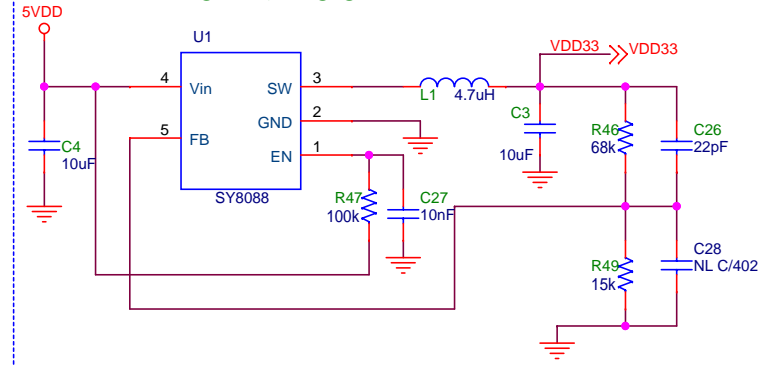 5VDD
U1
VDD33
VDD33
4
Vin
SW
3
L1
4.7uH
GND
2
C3
10uF
R46
68k
C26
22pF
5
FB
EN
1
C4
10uF
SY8088
R47
100k
C27
10nF
C28
NL C/402
R49
15k